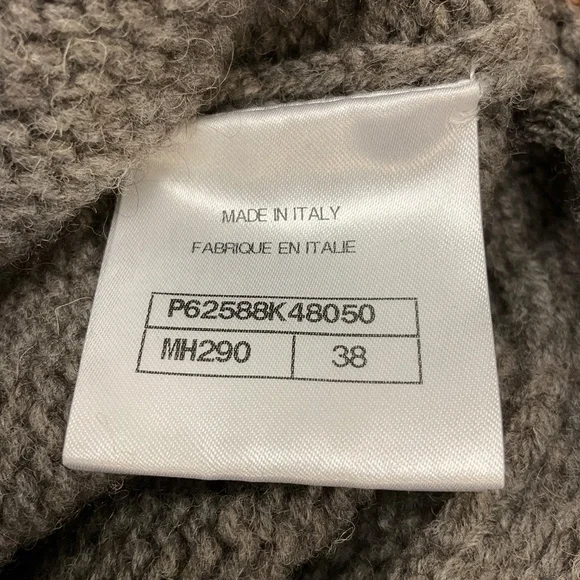 MADE IN ITALY
FABRIQUE EN ITALIE
P62588K48050
MH290 38